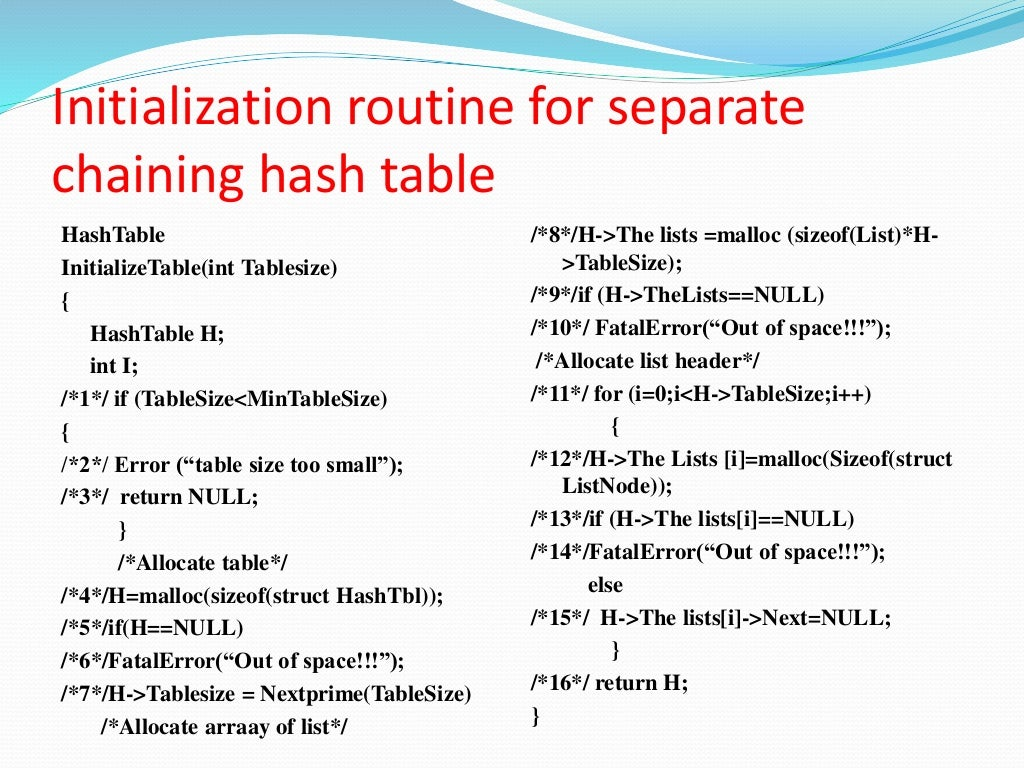 Initialization routine for separate
chaining hash table
HashTable
InitializeTable(int Tablesize)
{
HashTable H;
int I;
/*1*/ if (TableSize<MinTableSize)
{
/*2*/ Error (“table size too small”);
/*3*/ return NULL;
}
/*Allocate table*/
/*4*/H=malloc(sizeof(struct HashTbl));
/*5*/if(H==NULL)
/*6*/FatalError(“Out of space!!!”);
/*7*/H->Tablesize = Nextprime(TableSize)
/*Allocate arraay of list*/
/*8*/H->The lists =malloc (sizeof(List)*H-
>TableSize);
/*9*/if (H->TheLists==NULL)
/*10*/ FatalError(“Out of space!!!”);
/*Allocate list header*/
/*11*/ for (i=0;i<H->TableSize;i++)
{
/*12*/H->The Lists [i]=malloc(Sizeof(struct
ListNode));
/*13*/if (H->The lists[i]==NULL)
/*14*/FatalError(“Out of space!!!”);
else
/*15*/ H->The lists[i]->Next=NULL;
}
/*16*/ return H;
}